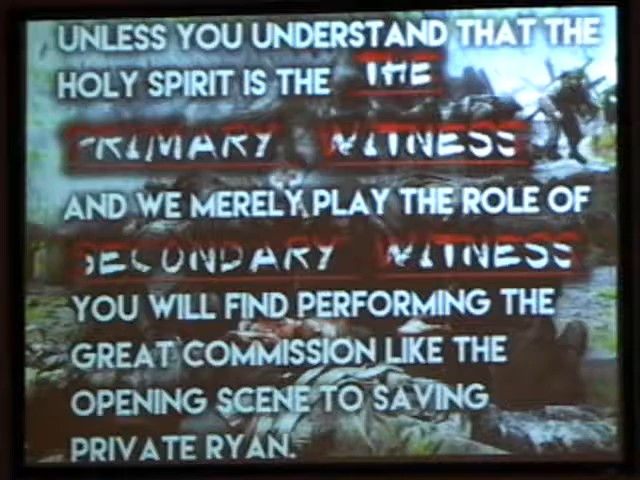 UNLESS YOU UNDERSTAND THAT THE
HOLY SPIRIT IS THE THE
PRIMARY WITNESS
AND WE MERELY PLAY THE ROLE OF
SECONDARY WITNESS
YOU WILL FIND PERFORMING THE
GREAT COMMISSION LIKE THE
OPENING SCENE TO SAVING
PRIVATE RYAN.